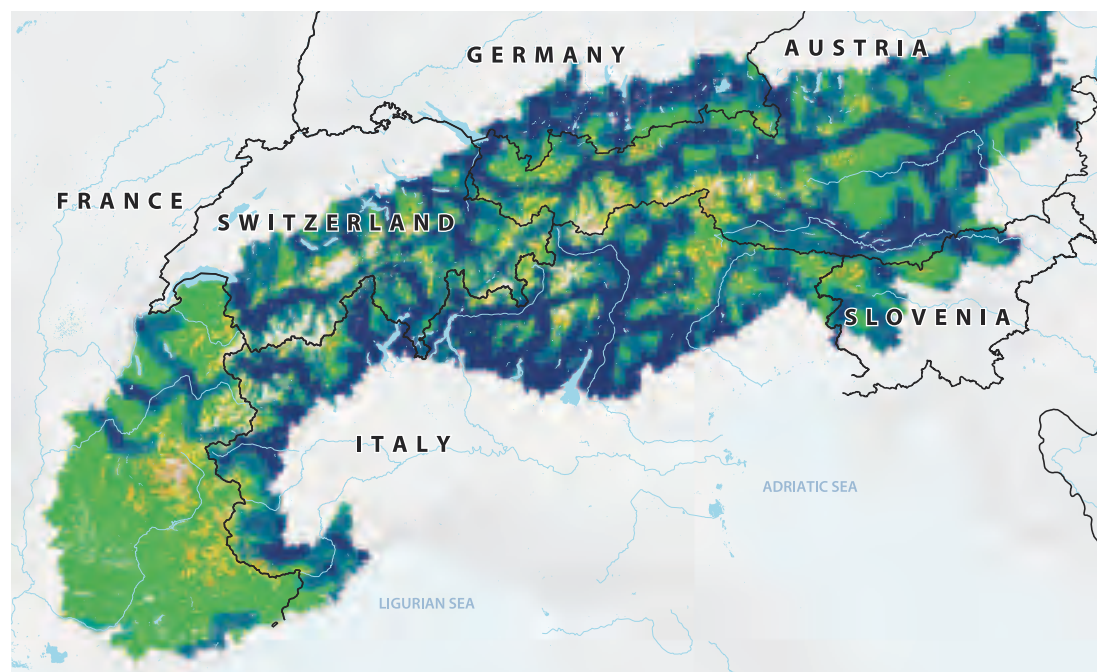 GERMANY
AUSTRIA
FRANCE
SWITZERLAND
SLOVENIA
ITALY
ADRIATIC SEA
LIGURIAN SEA